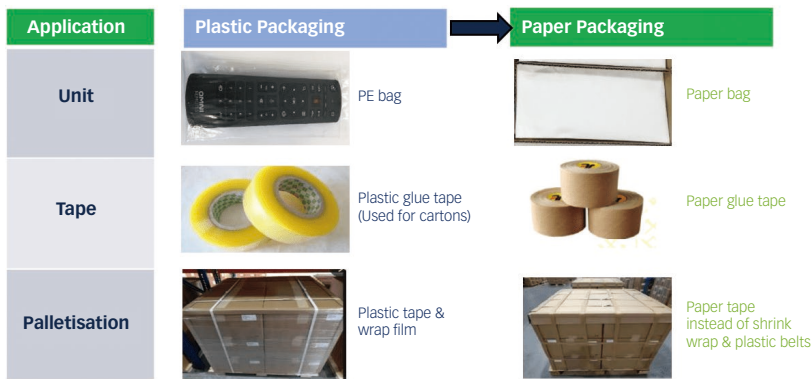 Application
Plastic Packaging
Paper Packaging
Unit
OMNI
PE bag
Paper bag
Tape
Plastic glue tape
(Used for cartons)
Paper glue tape
Palletisation
Plastic tape &
wrap film
Paper tape
instead of shrink
wrap & plastic belts